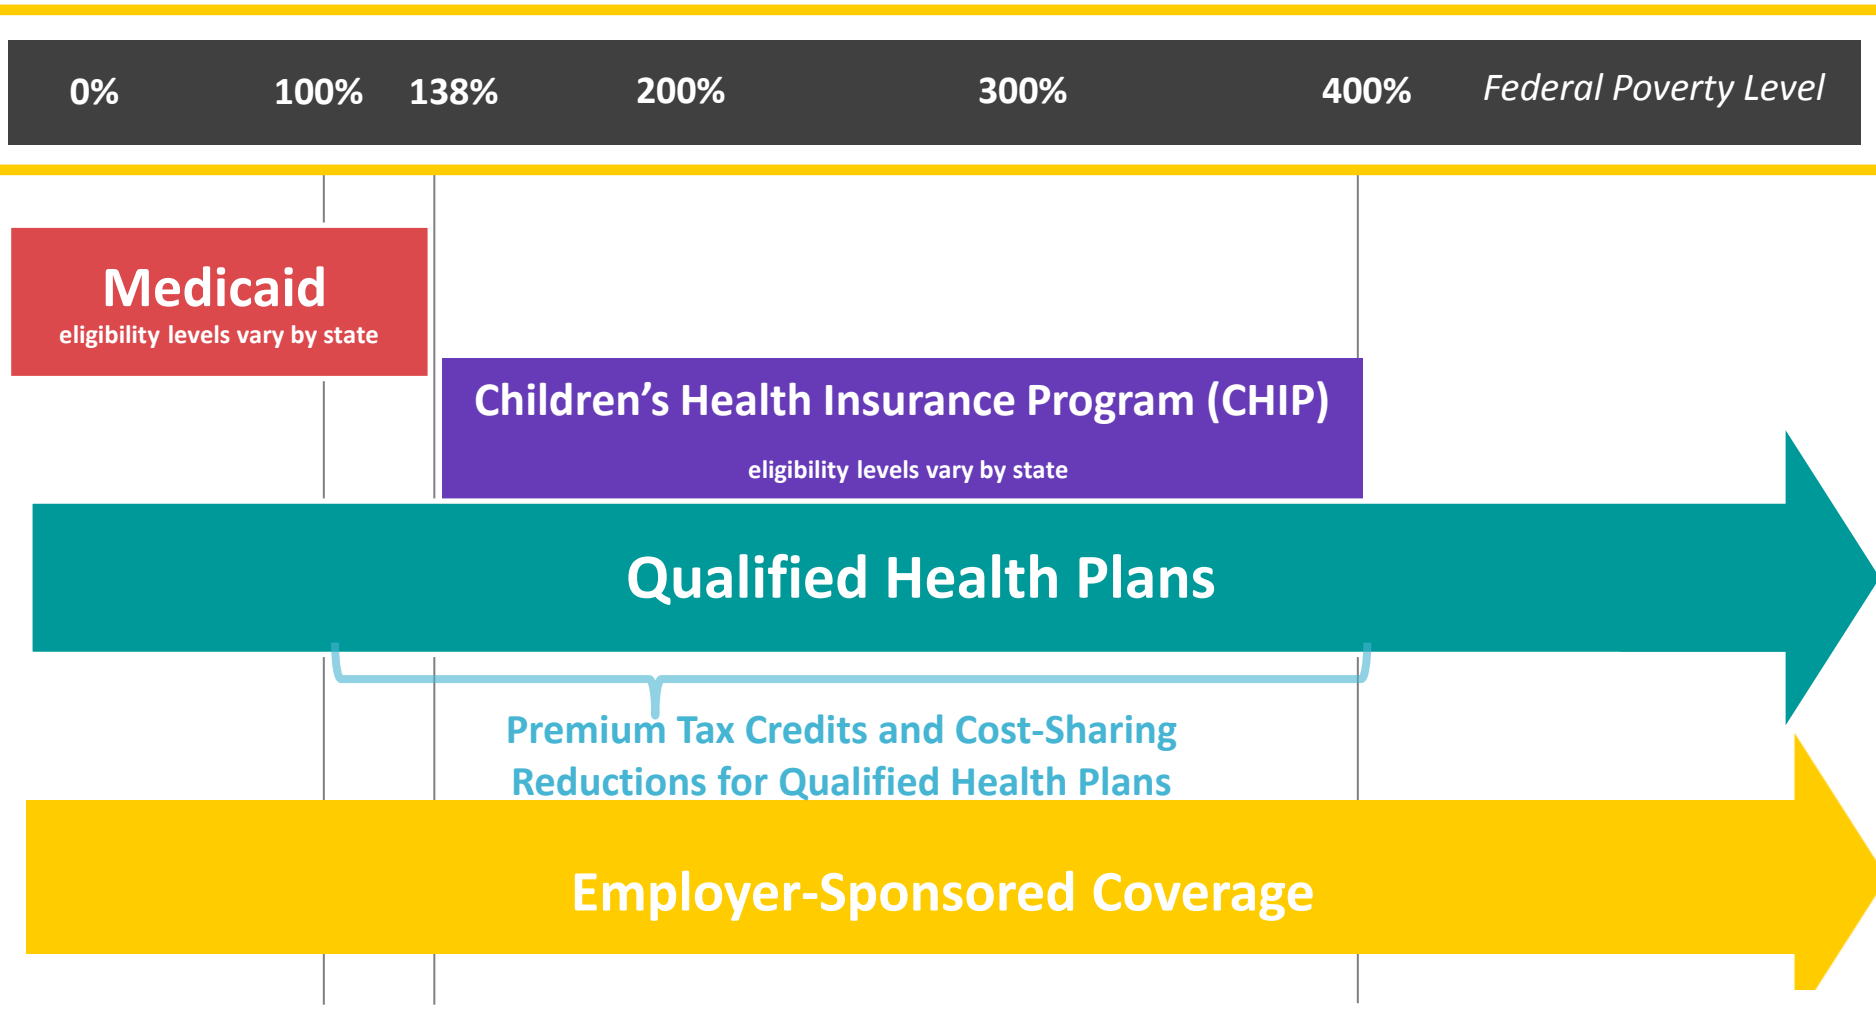 0% 100% 138% 200% 300% 400% Federal Poverty Level
Medicaid
eligibility levels vary by state
Children’s Health Insurance Program (CHIP)
eligibility levels vary by state
Qualified Health Plans
Premium Tax Credits and Cost-Sharing
Reductions for Qualified Health Plans
Employer-Sponsored Coverage